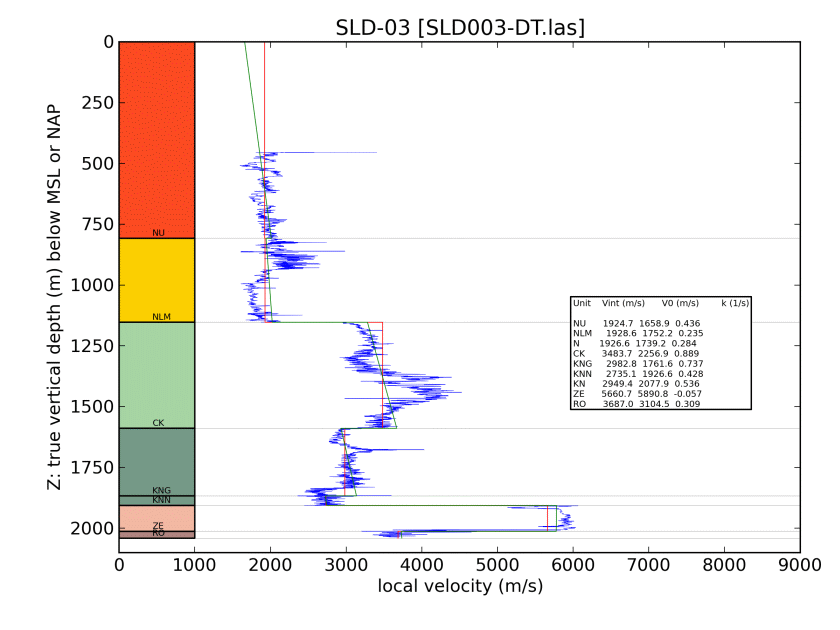 SLD-03 [SLD003-DT.las]
Z: true vertical depth (m) below MSL or NAP
0
250
500
750
1000
1250
1500
1750
2000
NU
NLM
CK
KNG
KNN
ZE
RO
Unit Vint (m/s) V0 (m/s) k (1/s)
NU 1924.7 1658.9 0.436
NLM 1928.6 1752.2 0.235
N 1926.6 1739.2 0.284
CK 3483.7 2256.9 0.889
KNG 2982.8 1761.6 0.737
KNN 2735.1 1926.6 0.428
KN 2949.4 2077.9 0.536
ZE 5660.7 5890.8 -0.057
RO 3687.0 3104.5 0.309
0 1000 2000 3000 4000 5000 6000 7000 8000 9000
local velocity (m/s)